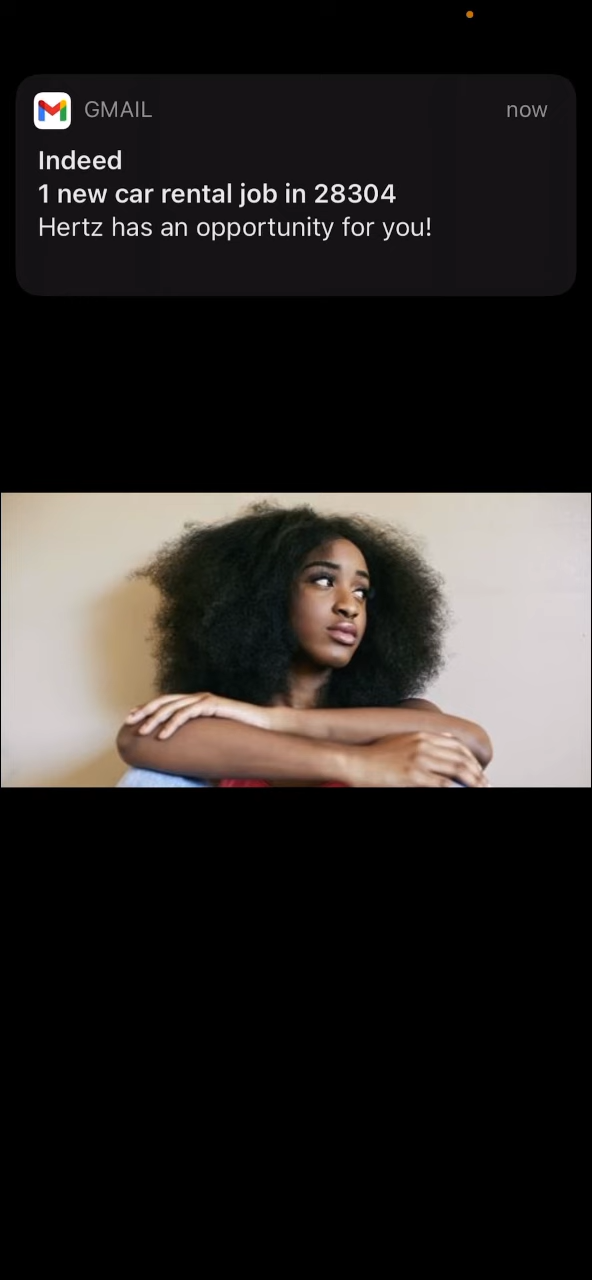 GMAIL
now
Indeed
1 new car rental job in 28304
Hertz has an opportunity for you!